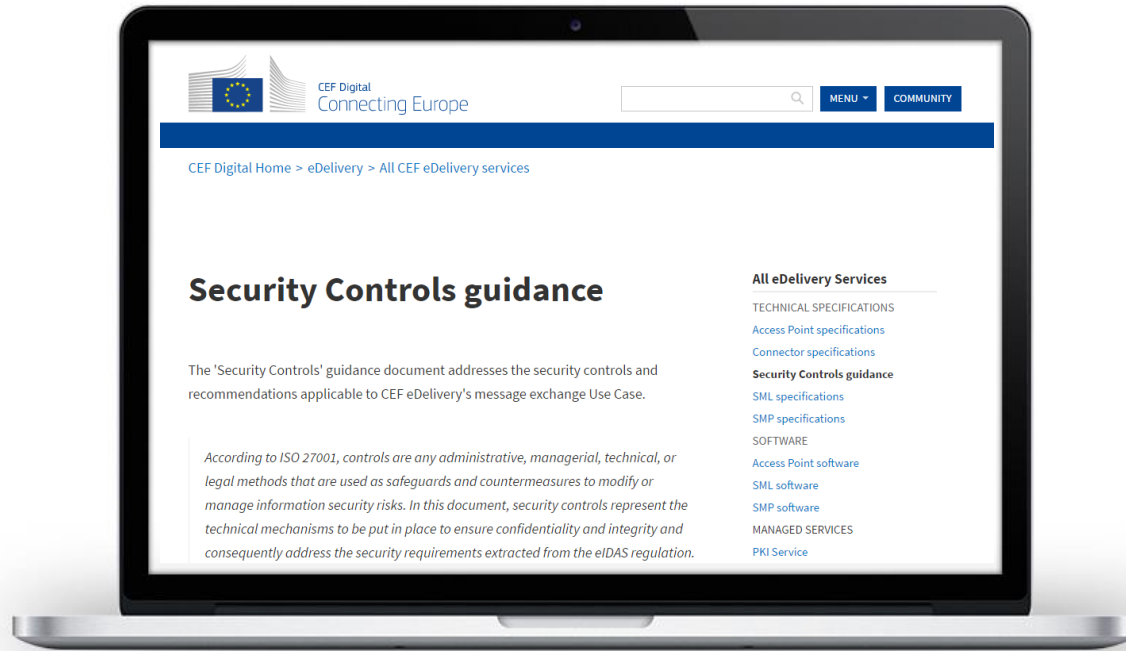 CEF Digital
Connecting Europe
MENU
COMMUNITY
CEF Digital Home > eDelivery > All CEF eDelivery services
Security Controls guidance
The 'Security Controls' guidance document addresses the security controls and
recommendations applicable to CEF eDelivery's message exchange Use Case.
According to ISO 27001, controls are any administrative, managerial, technical, or
legal methods that are used as safeguards and countermeasures to modify or
manage information security risks. In this document, security controls represent the
technical mechanisms to be put in place to ensure confidentiality and integrity and
consequently address the security requirements extracted from the eIDAS regulation.
All eDelivery Services
TECHNICAL SPECIFICATIONS
Access Point specifications
Connector specifications
Security Controls guidance
SML specifications
SMP specifications
SOFTWARE
Access Point software
SML software
SMP software
MANAGED SERVICES
PKI Service